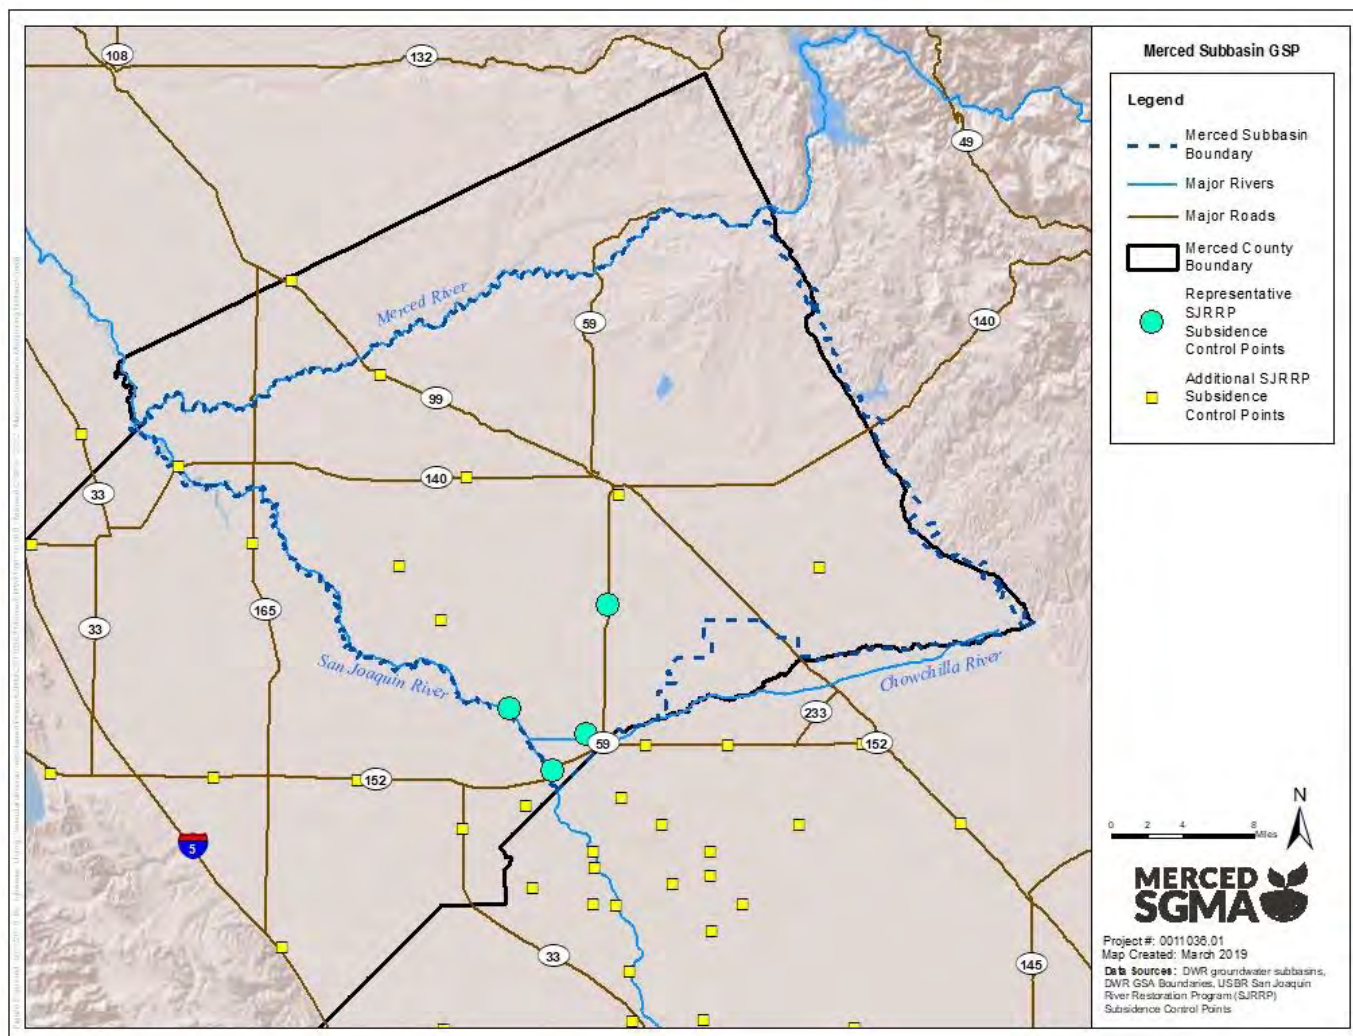 Merced Subbasin GSP
Legend
Merced Subbasin
Boundary
Major Rivers
Major Roads
Merced County
Boundary
Representative
SJRRP
Subsidence
Control Points
Additional SJRRP
Subsidence
Control Points
108
132
49
Merced River
59
140
99
140
33
165
33
San Joaquin River
Chowchilla River
233
59
152
152
5
33
145
N
0 2 4 8
Miles
MERCED
SGMA
Project #: 0011036.01
Map Created: March 2019
Data Sources: DWR groundwater subbasins,
DWR GSA Boundaries, USBR San Joaquin
River Restoration Program (SJRRP)
Subsidence Control Points